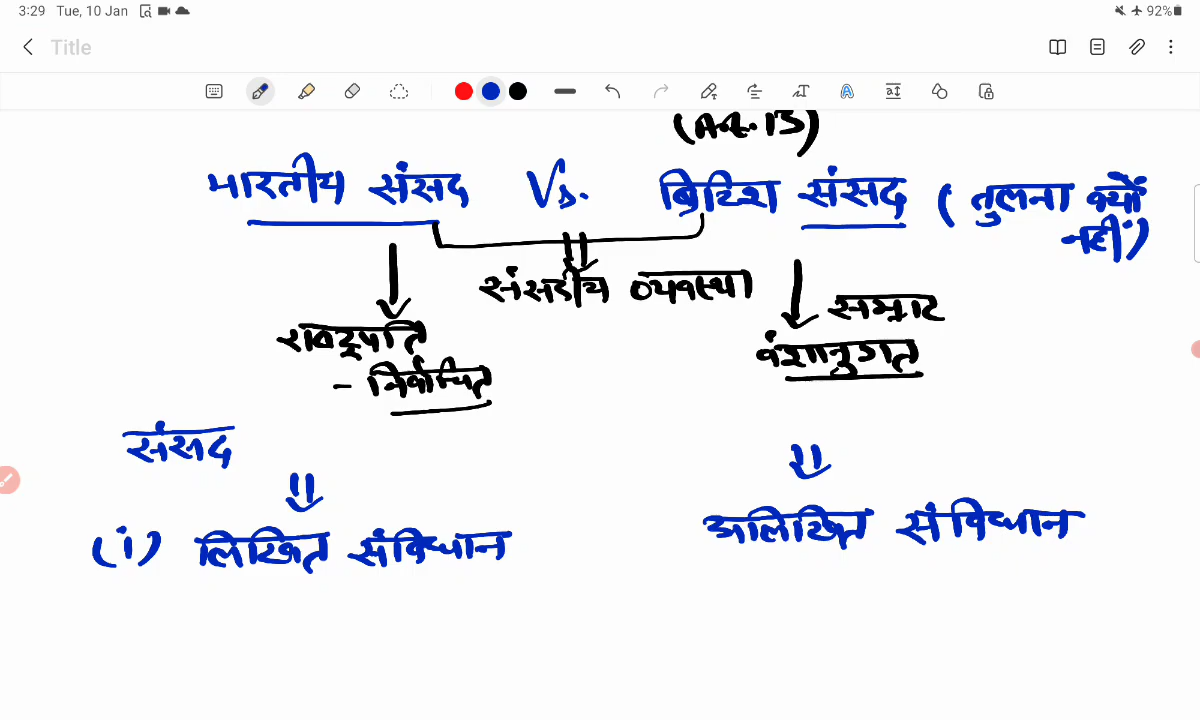 3:29 Tue, 10 Jan 92%
Title
(Art. 13)
भारतीय संसद Vs. ब्रिटिश संसद (तुलना क्यों नहीं)
संसदीय व्यवस्था
राष्ट्रपति
- निर्वाचित
सम्राट
वंशानुगत
संसद
(i) लिखित संविधान
अलिखित संविधान